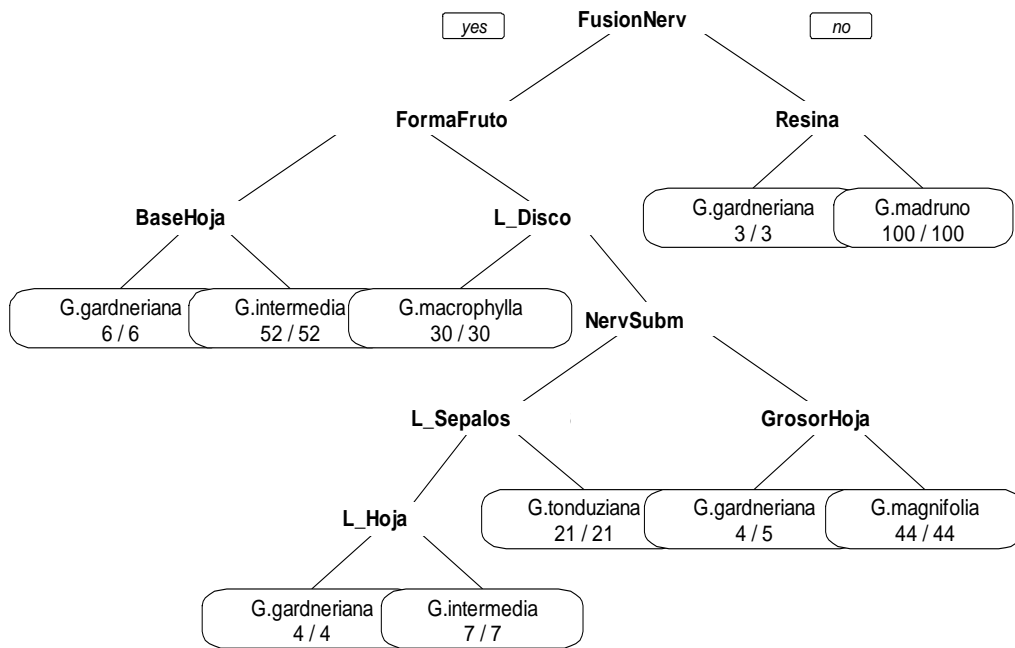 yes
FusionNerv
no
FormaFruto
Resina
BaseHoja
L_Disco
G.gardneriana
3 / 3
G.madruno
100 / 100
G.gardneriana
6 / 6
G.intermedia
52 / 52
G.macrophylla
30 / 30
NervSubm
L_Sepalos
GrosorHoja
L_Hoja
G.tonduziana
21 / 21
G.gardneriana
4 / 5
G.magnifolia
44 / 44
G.gardneriana
4 / 4
G.intermedia
7 / 7